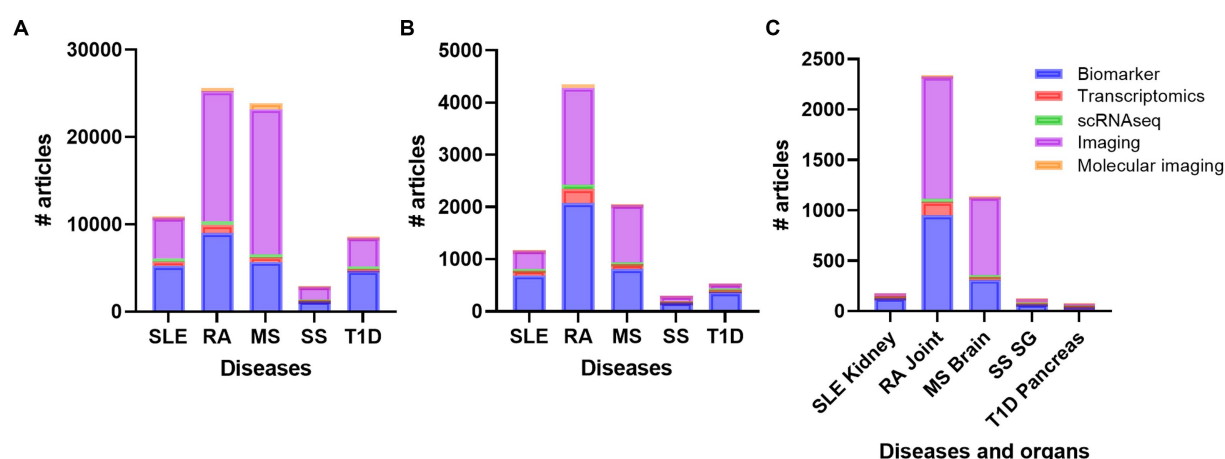 A
30000
20000
10000
0
# articles
SLE RA MS SS T1D
Diseases
B
5000
4000
3000
2000
1000
0
# articles
SLE RA MS SS T1D
Diseases
C
2500
2000
1500
1000
500
0
# articles
SLE Kidney
RA Joint
MS Brain
SS SG
T1D Pancreas
Diseases and organs
Biomarker
Transcriptomics
scRNAseq
Imaging
Molecular imaging